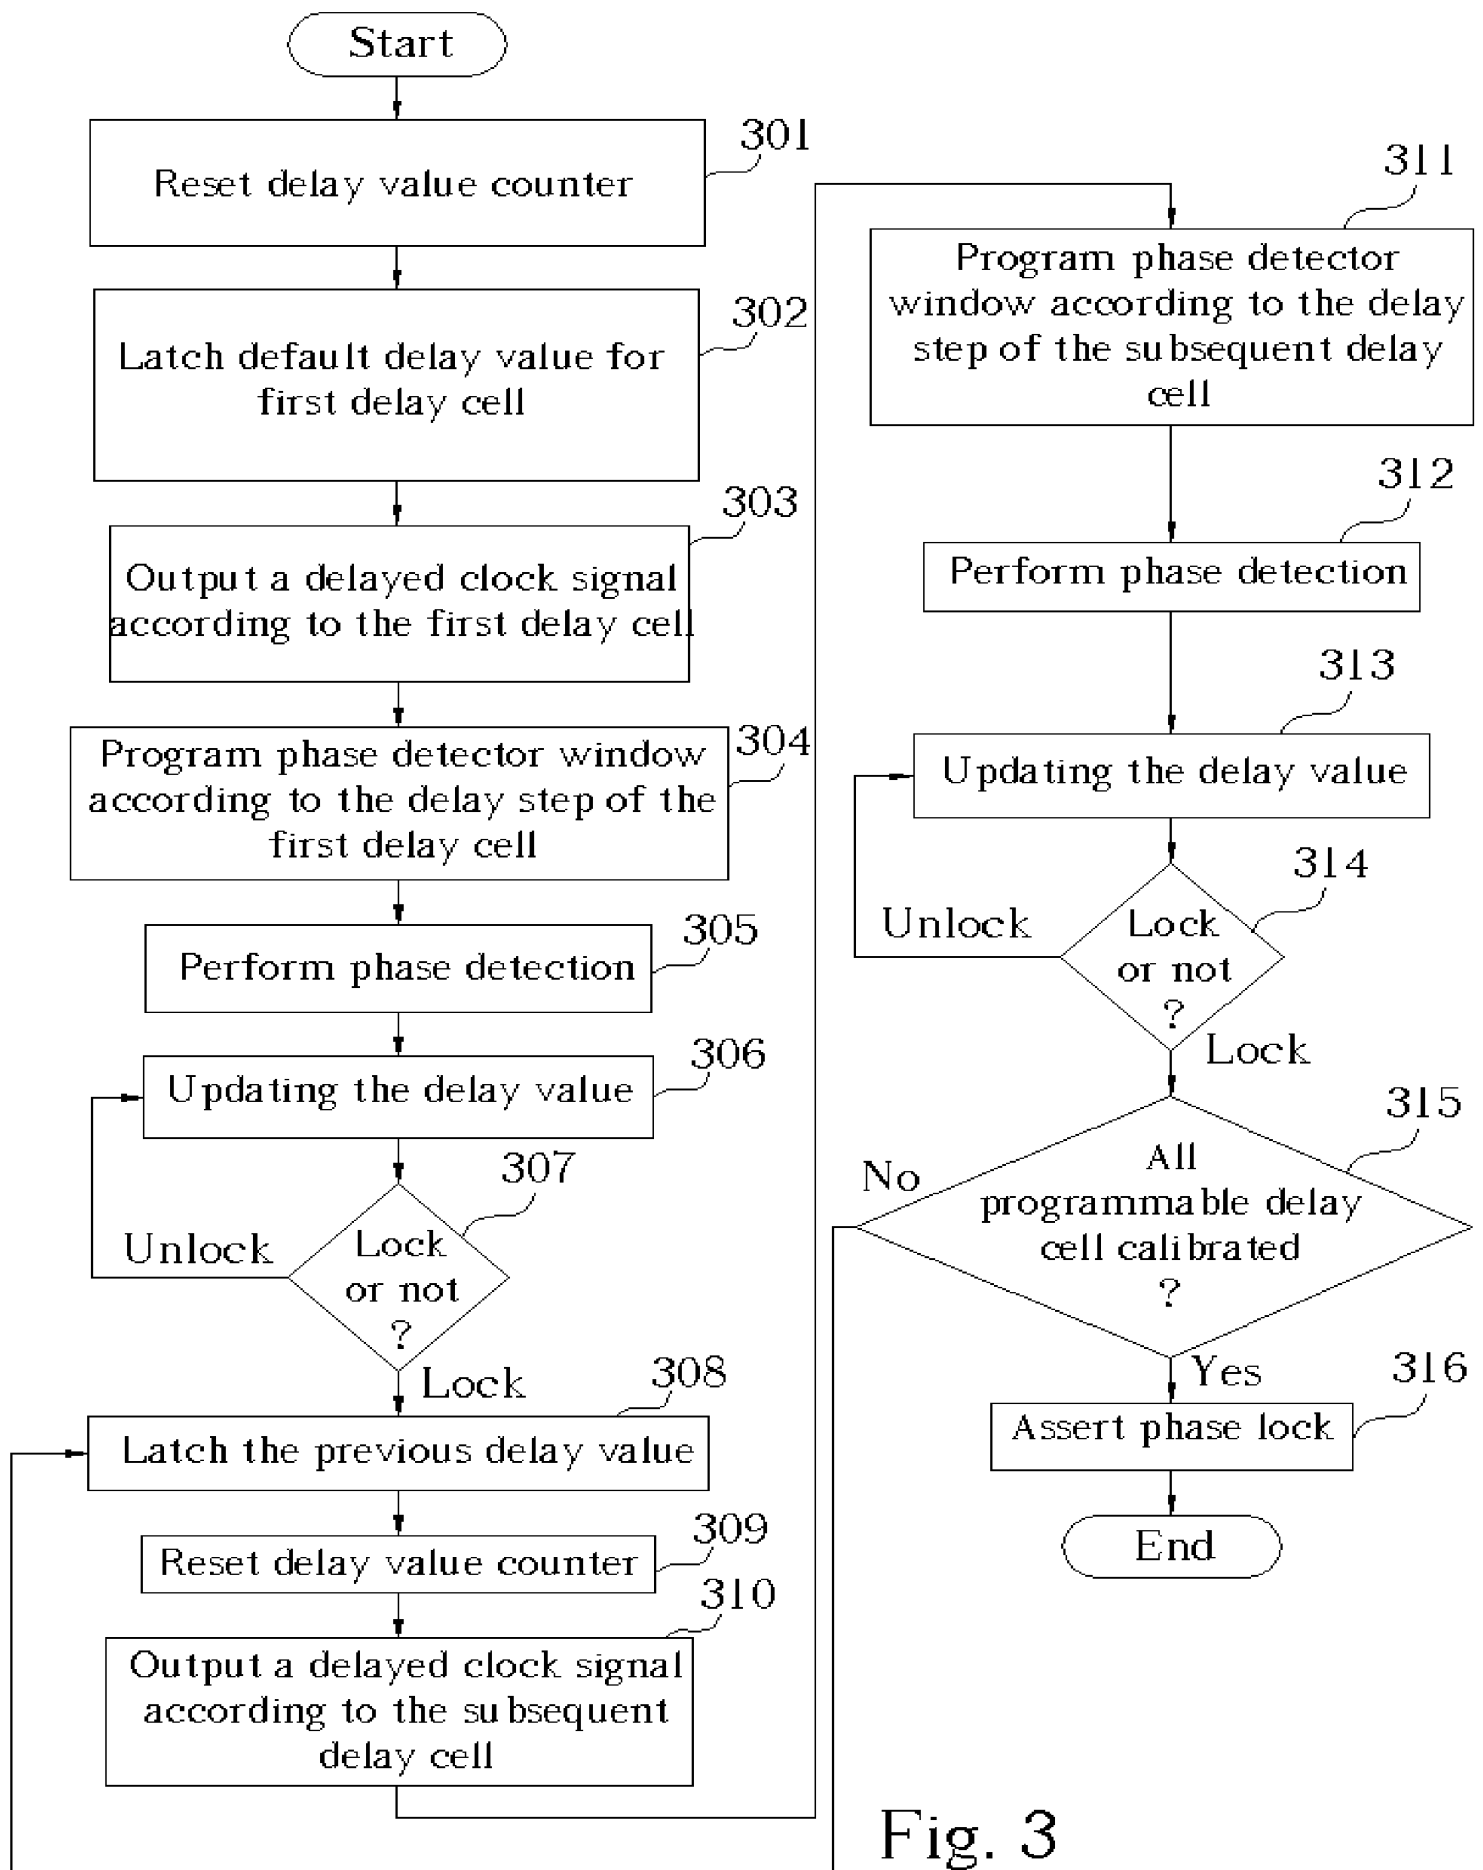 Start
301
Reset delay value counter
302
Latch default delay value for
first delay cell
303
Output a delayed clock signal
according to the first delay cell
304
Program phase detector window
according to the delay step of the
first delay cell
305
Perform phase detection
306
Updating the delay value
307
Unlock
Lock
or not
?
Lock
308
Latch the previous delay value
309
Reset delay value counter
310
Output a delayed clock signal
according to the subsequent
delay cell
311
Program phase detector
window according to the delay
step of the subsequent delay
cell
312
Perform phase detection
313
Updating the delay value
314
Unlock
Lock
or not
?
Lock
315
No
All
programmable delay
cell calibrated
?
Yes
316
Assert phase lock
End
Fig. 3